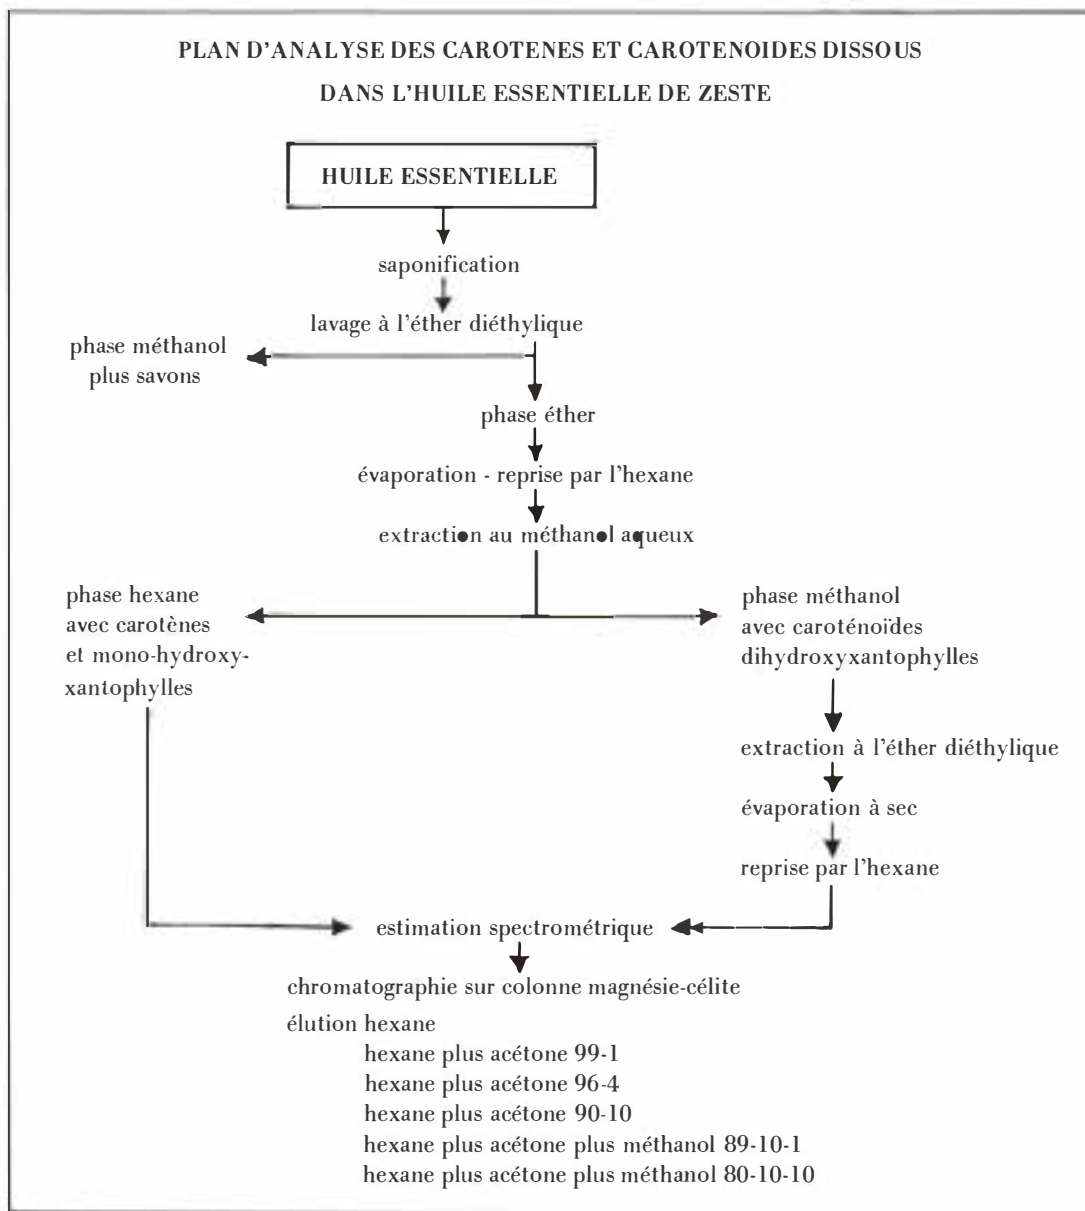 PLAN D'ANALYSE DES CAROTENES ET CAROTENOIDES DISSOUS
DANS L'HUILE ESSENTIELLE DE ZESTE
HUILE ESSENTIELLE
saponification
lavage à l'éther diéthylique
phase méthanol
plus savons
phase éther
évaporation - reprise par l'hexane
extraction au méthanol aqueux
phase hexane
avec carotènes
et mono-hydroxy-
xantophylles
phase méthanol
avec caroténoïdes
dihydroxyxantophylles
extraction à l'éther diéthylique
évaporation à sec
reprise par l'hexane
estimation spectrométrique
chromatographie sur colonne magnésie-célite
élution hexane
hexane plus acétone 99-1
hexane plus acétone 96-4
hexane plus acétone 90-10
hexane plus acétone plus méthanol 89-10-1
hexane plus acétone plus méthanol 80-10-10